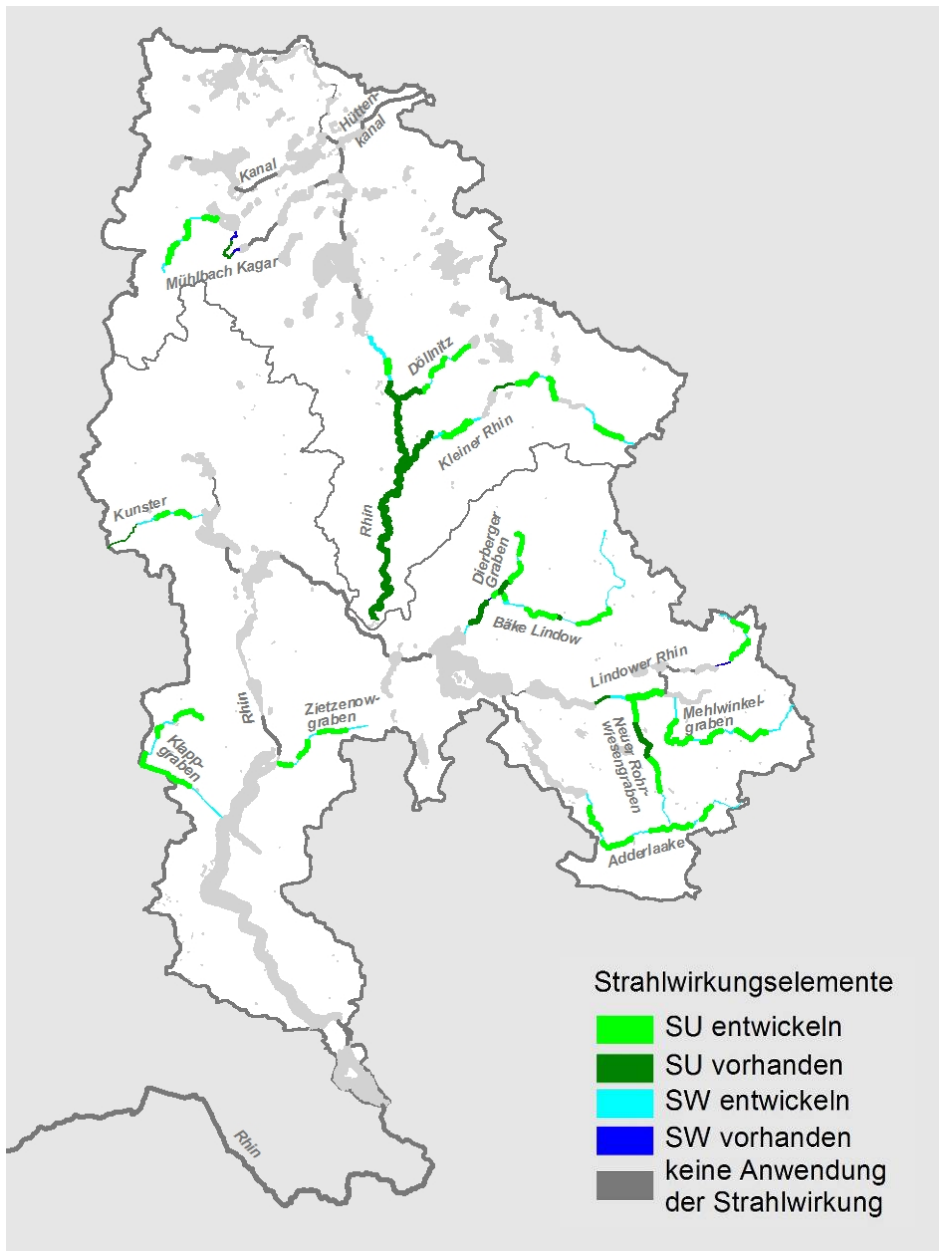 Hütten-
kanal
Kanal
Mühlbach Kagar
Döllnitz
Kleiner Rhin
Kunster
Rhin
Dierberger
Graben
Bäke Lindow
Lindower Rhin
Rhin
Zietzenow-
graben
Mehlwinkel-
graben
Klapp-
graben
Neuer Rohr-
wiesengraben
Adderlaake
Rhin
Strahlwirkungselemente
SU entwickeln
SU vorhanden
SW entwickeln
SW vorhanden
keine Anwendung
der Strahlwirkung